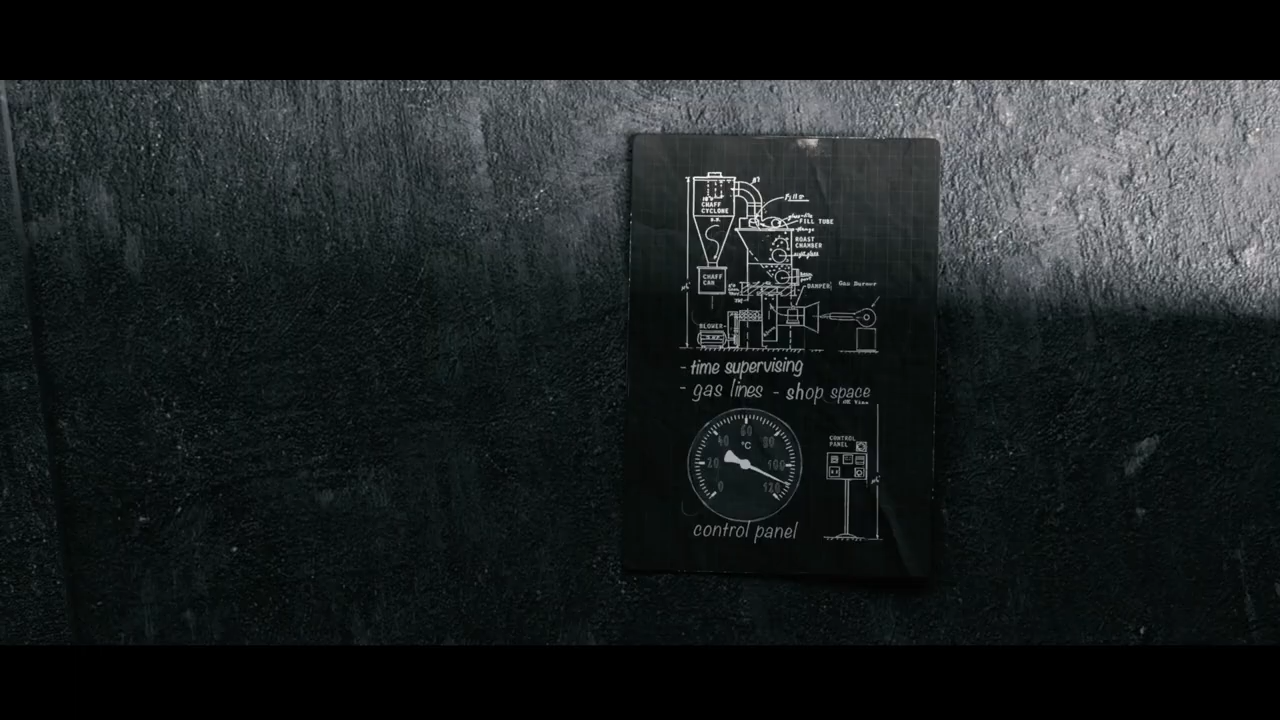 CHAFF
CYCLONE
FILL TUBE
ROAST
CHAMBER
CHAFF
CAN
DAMPER
Gas Burner
BLOWER
- time supervising
- gas lines - shop space
60
40 80
°C
20 100
0 120
CONTROL
PANEL
control panel